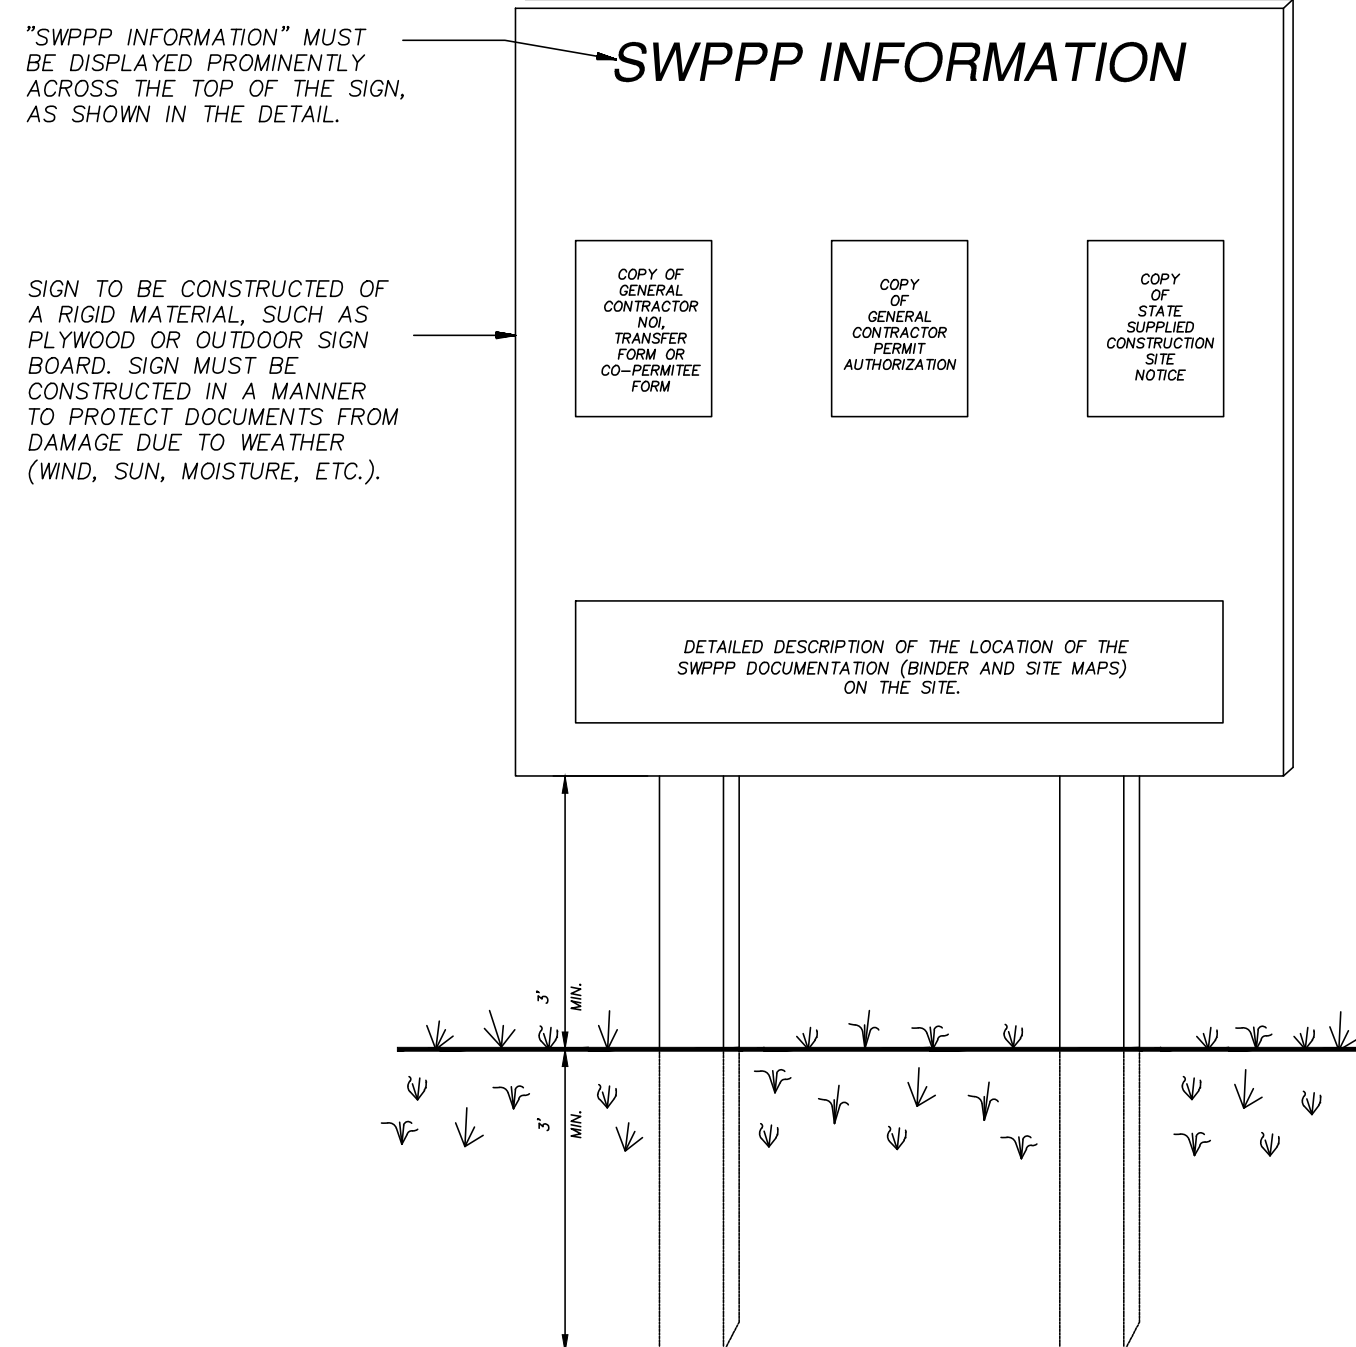 "SWPPP INFORMATION" MUST
BE DISPLAYED PROMINENTLY
ACROSS THE TOP OF THE SIGN,
AS SHOWN IN THE DETAIL.
SWPPP INFORMATION
SIGN TO BE CONSTRUCTED OF
A RIGID MATERIAL, SUCH AS
PLYWOOD OR OUTDOOR SIGN
BOARD. SIGN MUST BE
CONSTRUCTED IN A MANNER
TO PROTECT DOCUMENTS FROM
DAMAGE DUE TO WEATHER
(WIND, SUN, MOISTURE, ETC.).
COPY OF
GENERAL
CONTRACTOR
NOI,
TRANSFER
FORM OR
CO-PERMITEE
FORM
COPY
OF
GENERAL
CONTRACTOR
PERMIT
AUTHORIZATION
COPY
OF
STATE
SUPPLIED
CONSTRUCTION
SITE
NOTICE
DETAILED DESCRIPTION OF THE LOCATION OF THE
SWPPP DOCUMENTATION (BINDER AND SITE MAPS)
ON THE SITE.
3'
MIN.
3'
MIN.